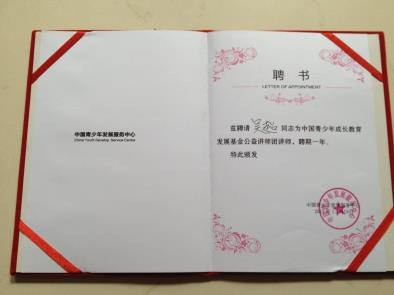 中国青少年发展服务中心
China Youth Develop Service Centre
聘书
LETTER OF APPOINTMENT
兹聘请 吴 同志为中国青少年成长教育
发展基金公益讲师团讲师。聘期一年。
特此颁发